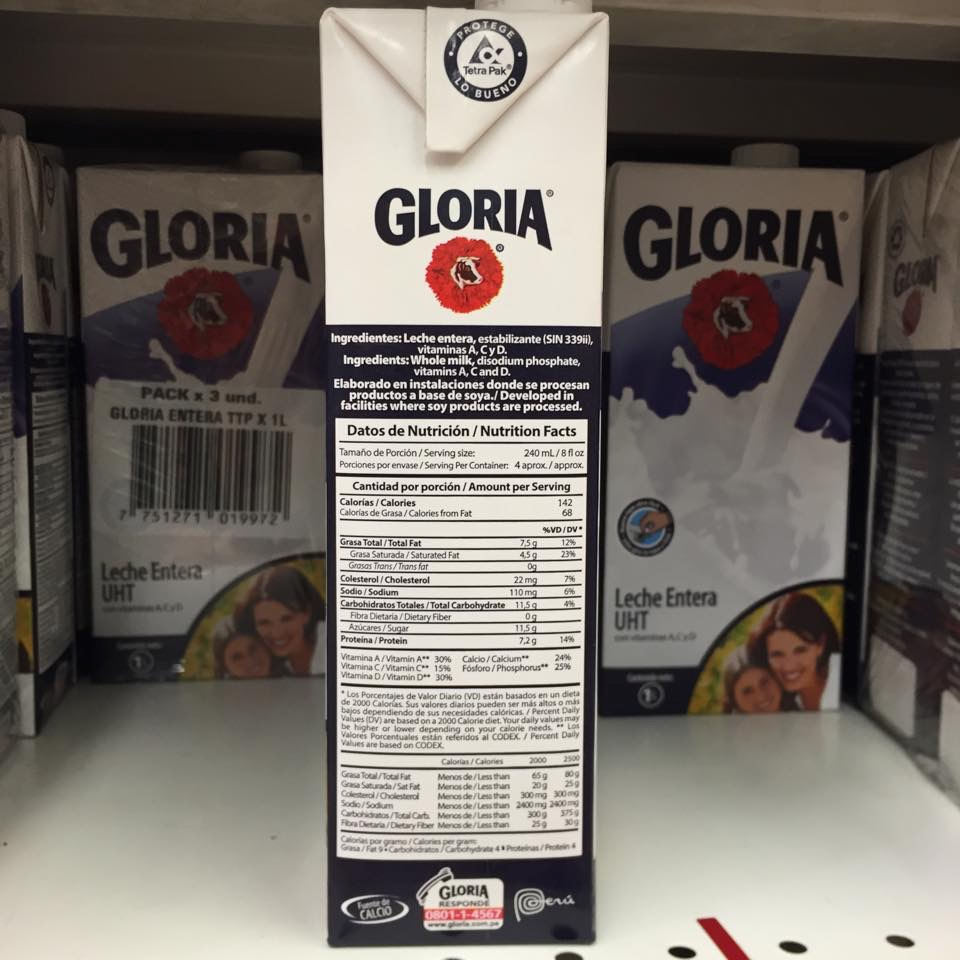 PROTEGE
Tetra Pak®
LO BUENO
GLORIA®
®
Ingredientes: Leche entera, estabilizante (SIN 339ii),
vitaminas A, C y D.
Ingredients: Whole milk, disodium phosphate,
vitamins A, C and D.
Elaborado en instalaciones donde se procesan
productos a base de soya./ Developed in
facilities where soy products are processed.
Datos de Nutrición / Nutrition Facts
Tamaño de Porción / Serving size: 240 mL / 8 fl oz
Porciones por envase / Serving Per Container: 4 aprox. / approx.
Cantidad por porción / Amount per Serving
Calorías / Calories 142
Calorías de Grasa / Calories from Fat 68
%VD / DV *
Grasa Total / Total Fat 7,5 g 12%
Grasa Saturada / Saturated Fat 4,5 g 23%
Grasas Trans / Trans fat 0g
Colesterol / Cholesterol 22 mg 7%
Sodio / Sodium 110 mg 6%
Carbohidratos Totales / Total Carbohydrate 11,5 g 4%
Fibra Dietaria / Dietary Fiber 0 g
Azúcares / Sugar 11,5 g
Proteína / Protein 7,2 g 14%
Vitamina A / Vitamin A** 30% Calcio / Calcium** 24%
Vitamina C / Vitamin C** 15% Fósforo / Phosphorus** 25%
Vitamina D / Vitamin D** 30%
* Los Porcentajes de Valor Diario (VD) están basados en un dieta
de 2000 Calorías. Sus valores diarios pueden ser más altos o más
bajos dependiendo de sus necesidades calóricas. / Percent Daily
Values (DV) are based on a 2000 Calorie diet. Your daily values may
be higher or lower depending on your calorie needs. ** Los
Valores Porcentuales están referidos al CODEX. / Percent Daily
Values are based on CODEX.
Calorías / Calories 2000 2500
Grasa Total / Total Fat Menos de / Less than 65 g 80 g
Grasa Saturada / Sat Fat Menos de / Less than 20 g 25 g
Colesterol / Cholesterol Menos de / Less than 300 mg 300 mg
Sodio / Sodium Menos de / Less than 2400 mg 2400 mg
Carbohidratos / Total Carb. Menos de / Less than 300 g 375 g
Fibra Dietaria / Dietary Fiber Menos de / Less than 25 g 30 g
Calorías por gramo / Calories per gram:
Grasa / Fat 9 • Carbohidratos / Carbohydrate 4 • Proteínas / Protein 4
Fuente de
CALCIO
GLORIA
RESPONDE
0801-1-4567
www.gloria.com.pe
Perú
GLORIA®
PACK x 3 und.
GLORIA ENTERA TTP X 1L
7 751271 019972
Leche Entera
UHT
con vitaminas A, C y D
1
GLORIA®
Leche Entera
UHT
con vitaminas A, C y D
Contenido neto
1
GLORIA